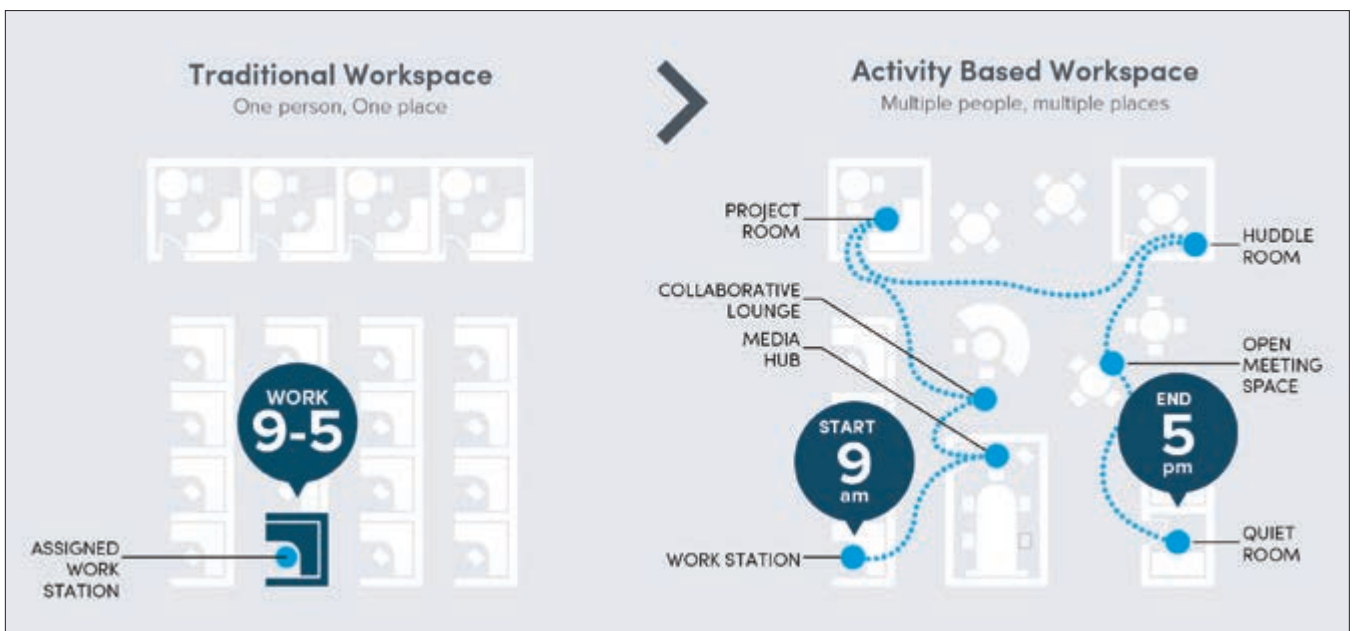 Traditional Workspace
One person, One place
WORK
9-5
ASSIGNED
WORK
STATION
Activity Based Workspace
Multiple people, multiple places
PROJECT
ROOM
HUDDLE
ROOM
COLLABORATIVE
LOUNGE
MEDIA
HUB
OPEN
MEETING
SPACE
START
9
am
END
5
pm
WORK STATION
QUIET
ROOM